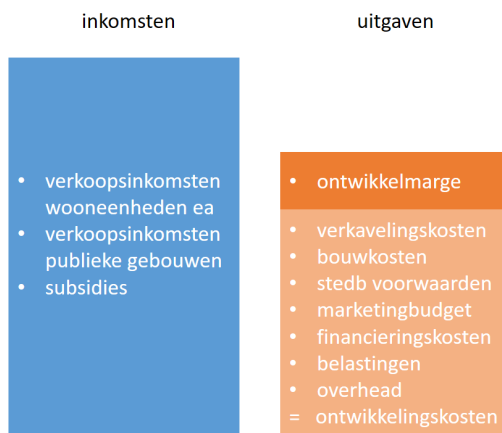 inkomsten
uitgaven
• verkoopsinkomsten
wooneenheden ea
• verkoopsinkomsten
publieke gebouwen
• subsidies
• ontwikkelmarge
• verkavelingskosten
• bouwkosten
• stedb voorwaarden
• marketingbudget
• financieringskosten
• belastingen
• overhead
= ontwikkelingskosten